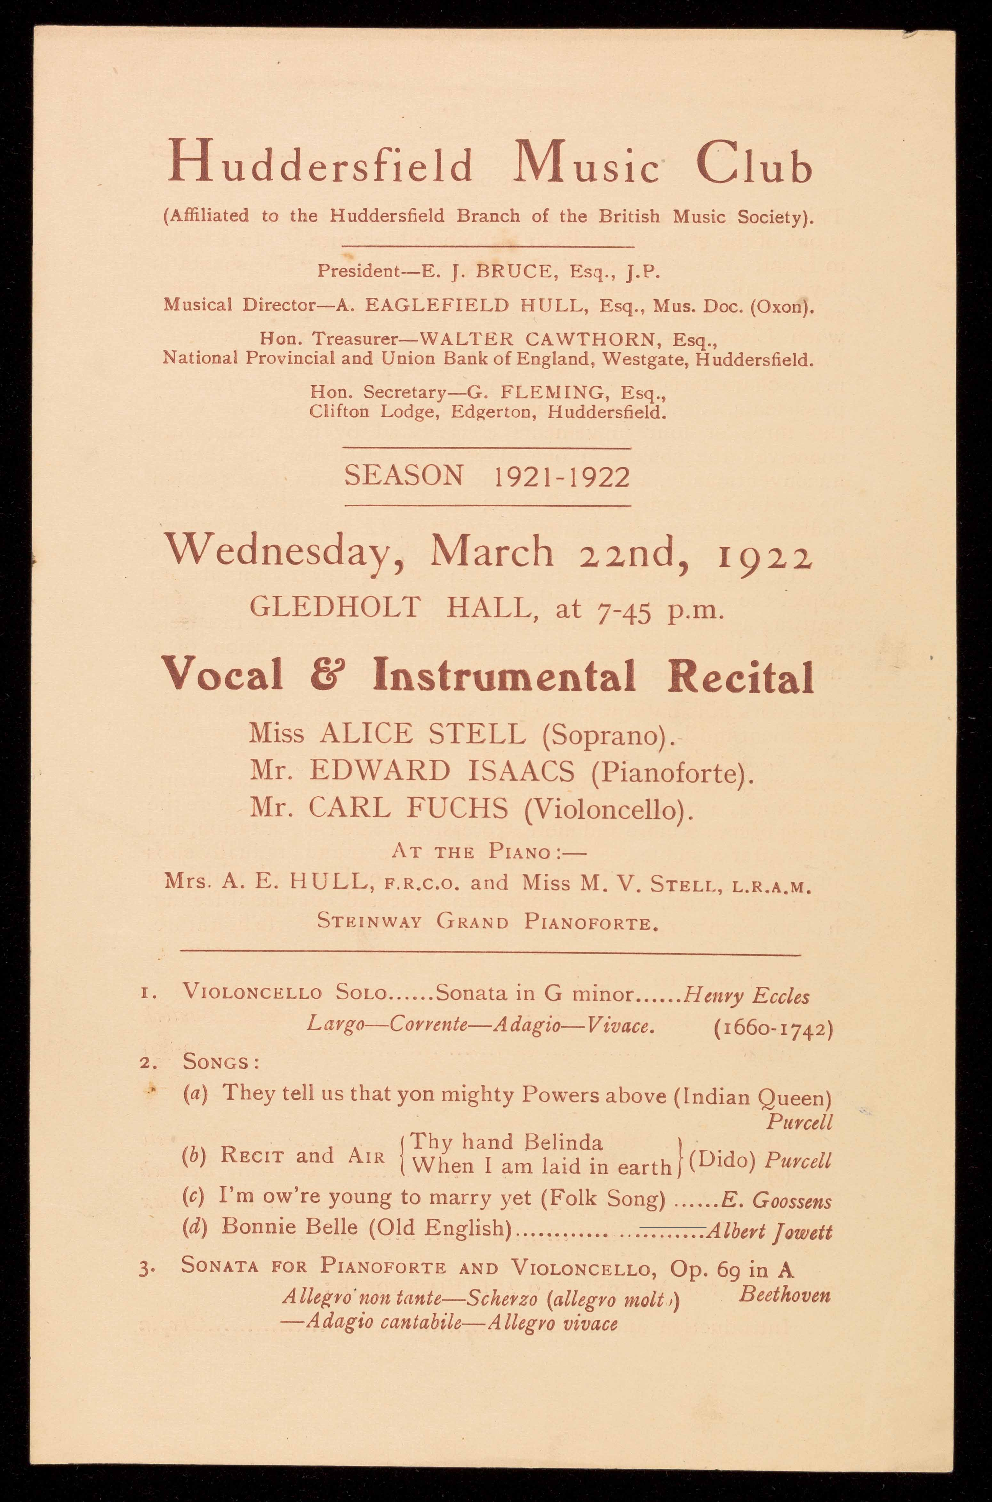 Huddersfield Music Club
(Affiliated to the Huddersfield Branch of the British Music Society).
President—E. J. BRUCE, Esq., J.P.
Musical Director—A. EAGLEFIELD HULL, Esq., Mus. Doc. (Oxon).
Hon. Treasurer—WALTER CAWTHORN, Esq.,
National Provincial and Union Bank of England, Westgate, Huddersfield.
Hon. Secretary—G. FLEMING, Esq.,
Clifton Lodge, Edgerton, Huddersfield.
SEASON 1921-1922
Wednesday, March 22nd, 1922
GLEDHOLT HALL, at 7-45 p.m.
Vocal & Instrumental Recital
Miss ALICE STELL (Soprano).
Mr. EDWARD ISAACS (Pianoforte).
Mr. CARL FUCHS (Violoncello).
AT THE PIANO:—
Mrs. A. E. HULL, F.R.C.O. and Miss M. V. STELL, L.R.A.M.
STEINWAY GRAND PIANOFORTE.
1. VIOLONCELLO SOLO......Sonata in G minor......Henry Eccles
Largo—Corrente—Adagio—Vivace. (1660-1742)
2. SONGS:
(a) They tell us that yon mighty Powers above (Indian Queen)
Purcell
(b) RECIT and AIR { Thy hand Belinda
When I am laid in earth } (Dido) Purcell
(c) I'm ow're young to marry yet (Folk Song) ......E. Goossens
(d) Bonnie Belle (Old English)......................Albert Jowett
3. SONATA FOR PIANOFORTE AND VIOLONCELLO, Op. 69 in A
Allegro non tante—Scherzo (allegro molto) Beethoven
—Adagio cantabile—Allegro vivace